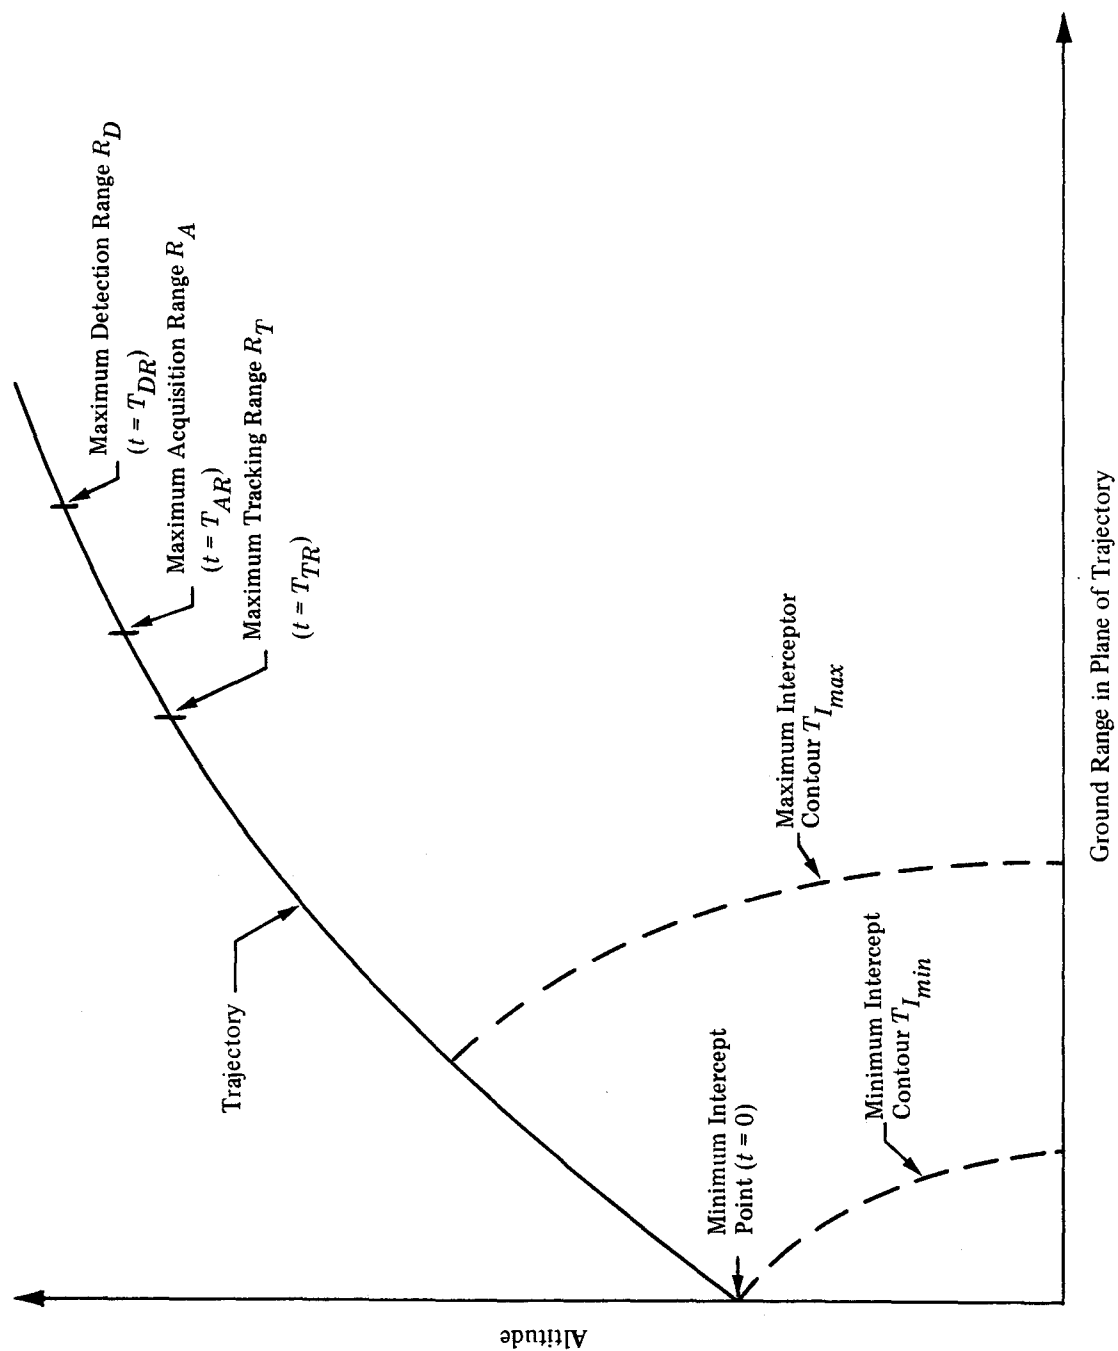 Maximum Detection Range R_D
(t = T_DR)
Maximum Acquisition Range R_A
(t = T_AR)
Maximum Tracking Range R_T
(t = T_TR)
Trajectory
Maximum Interceptor
Contour T_I_max
Minimum Intercept
Point (t = 0)
Minimum Intercept
Contour T_I_min
Altitude
Ground Range in Plane of Trajectory